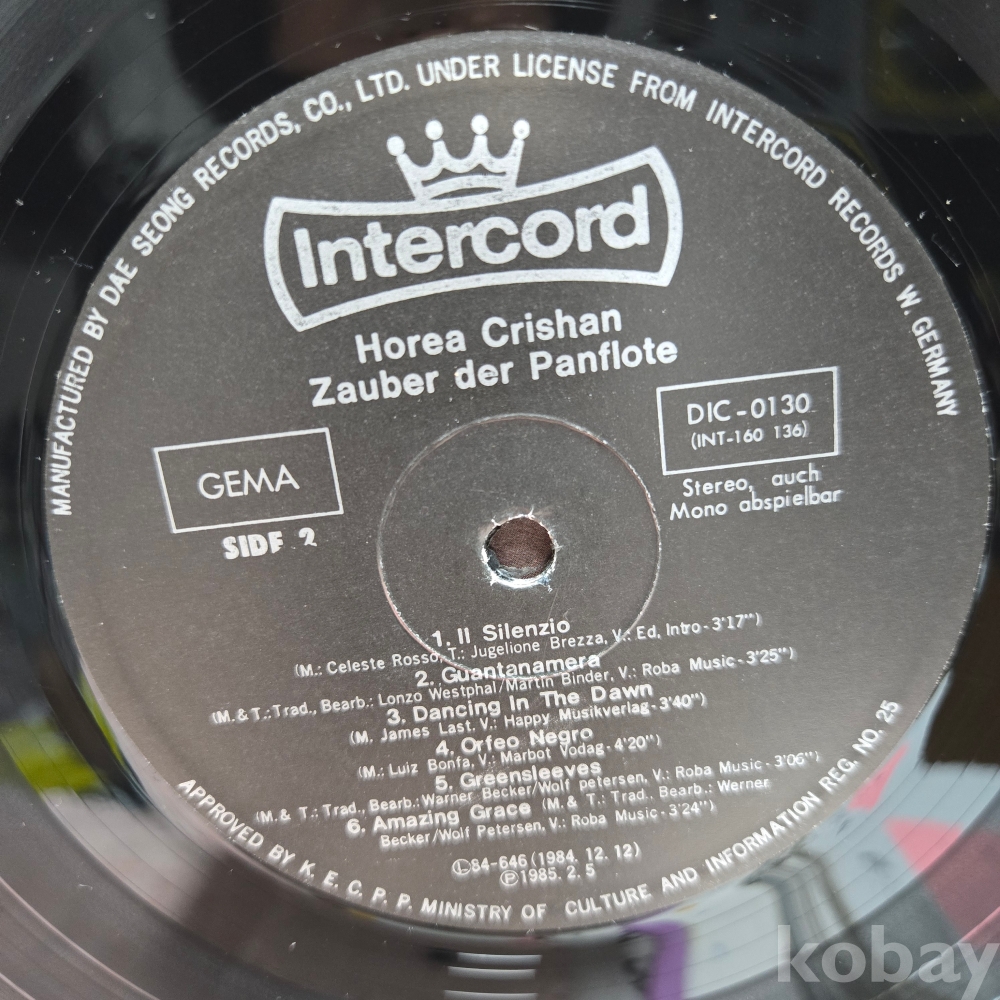 MANUFACTURED BY DAE SEONG RECORDS, CO., LTD. UNDER LICENSE FROM INTERCORD RECORDS W. GERMANY
Intercord
Horea Crishan
Zauber der Panflote
GEMA
SIDE 2
DIC-0130
(INT-160 136)
Stereo, auch
Mono abspielbar
1. Il Silenzio
(M.: Celeste Rosso, T.: Jugelione Brezza, V.: Ed, Intro-3'17")
2. Guantanamera
(M.& T.: Trad., Bearb.: Lonzo Westphal/Martin Binder, V.: Roba Music-3'25")
3. Dancing In The Dawn
(M. James Last, V.: Happy Musikverlag-3'40")
4. Orfeo Negro
(M.: Luiz Bonfa, V.: Marbot Vodag-4'20")
5. Greensleeves
(M.& T.: Trad., Bearb.: Warner Becker/Wolf petersen, V.: Roba Music-3'06")
6. Amazing Grace (M.& T.: Trad., Bearb.: Werner
Becker/Wolf Petersen, V.: Roba Music-3'24")
Ⓛ84-646 (1984. 12. 12)
Ⓟ1985. 2. 5
APPROVED BY K. E. C. P. P. MINISTRY OF CULTURE AND INFORMATION REG. NO. 25
kobay